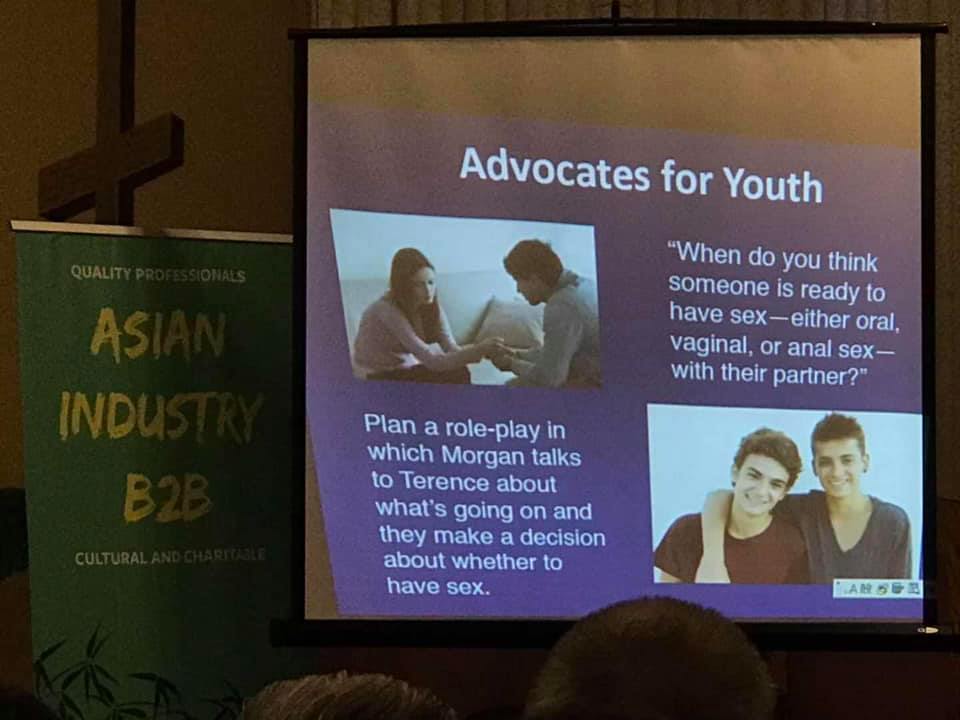 QUALITY PROFESSIONALS
ASIAN
INDUSTRY
B2B
CULTURAL AND CHARITABLE
Advocates for Youth
“When do you think
someone is ready to
have sex—either oral,
vaginal, or anal sex—
with their partner?”
Plan a role-play in
which Morgan talks
to Terence about
what’s going on and
they make a decision
about whether to
have sex.